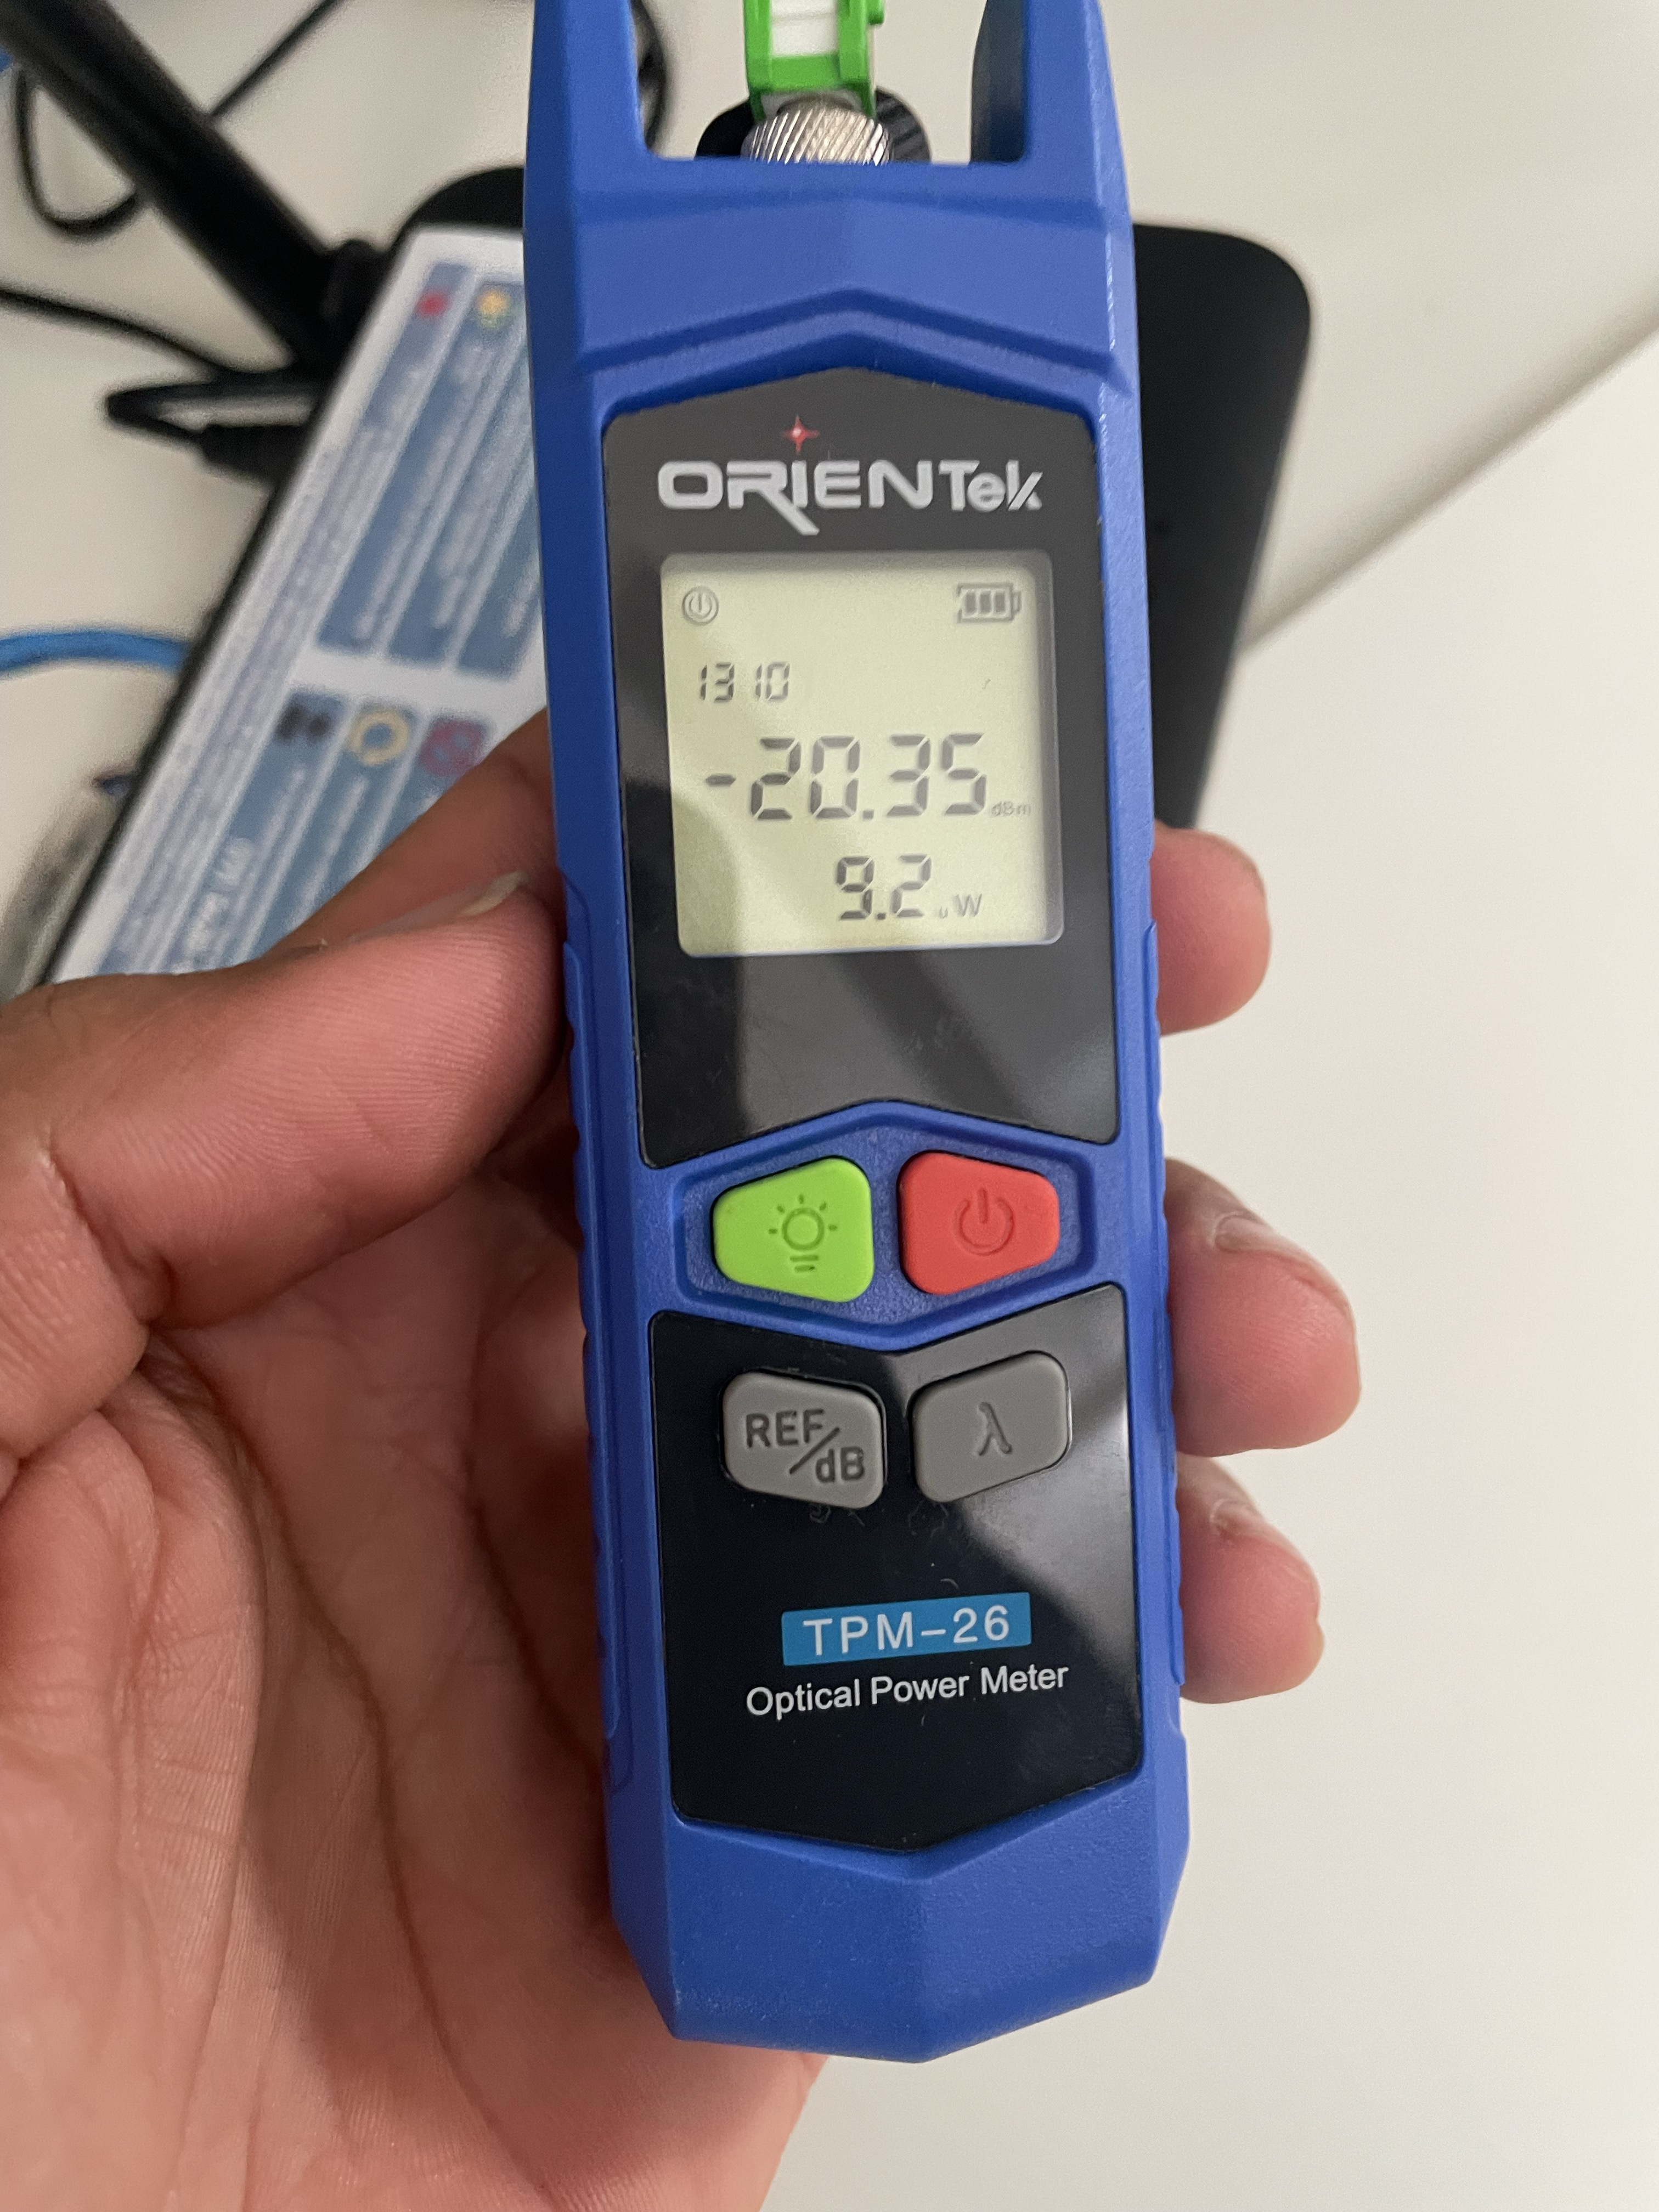 ORIENTek
1310
-20.35 dBm
9.2 uW
REF/dB
λ
TPM-26
Optical Power Meter